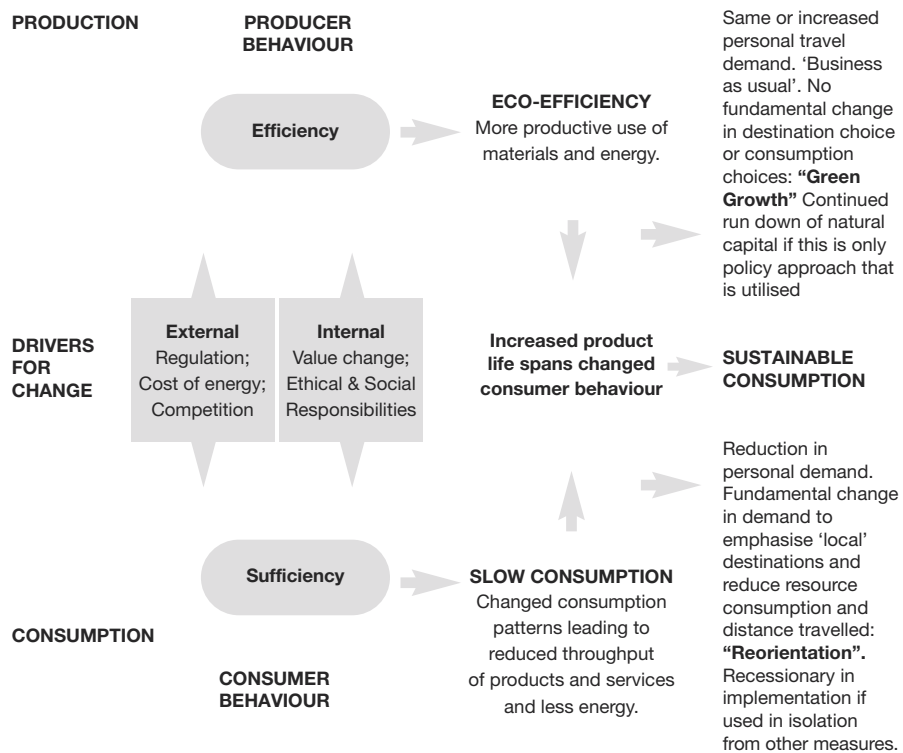 PRODUCTION
PRODUCER
BEHAVIOUR
Efficiency
ECO-EFFICIENCY
More productive use of
materials and energy.
Same or increased
personal travel
demand. ‘Business
as usual’. No
fundamental change
in destination choice
or consumption
choices: “Green
Growth” Continued
run down of natural
capital if this is only
policy approach that
is utilised
DRIVERS
FOR
CHANGE
External
Regulation;
Cost of energy;
Competition
Internal
Value change;
Ethical & Social
Responsibilities
Increased product
life spans changed
consumer behaviour
SUSTAINABLE
CONSUMPTION
Sufficiency
SLOW CONSUMPTION
Changed consumption
patterns leading to
reduced throughput
of products and services
and less energy.
Reduction in
personal demand.
Fundamental change
in demand to
emphasise ‘local’
destinations and
reduce resource
consumption and
distance travelled:
“Reorientation”.
Recessionary in
implementation if
used in isolation
from other measures.
CONSUMPTION
CONSUMER
BEHAVIOUR